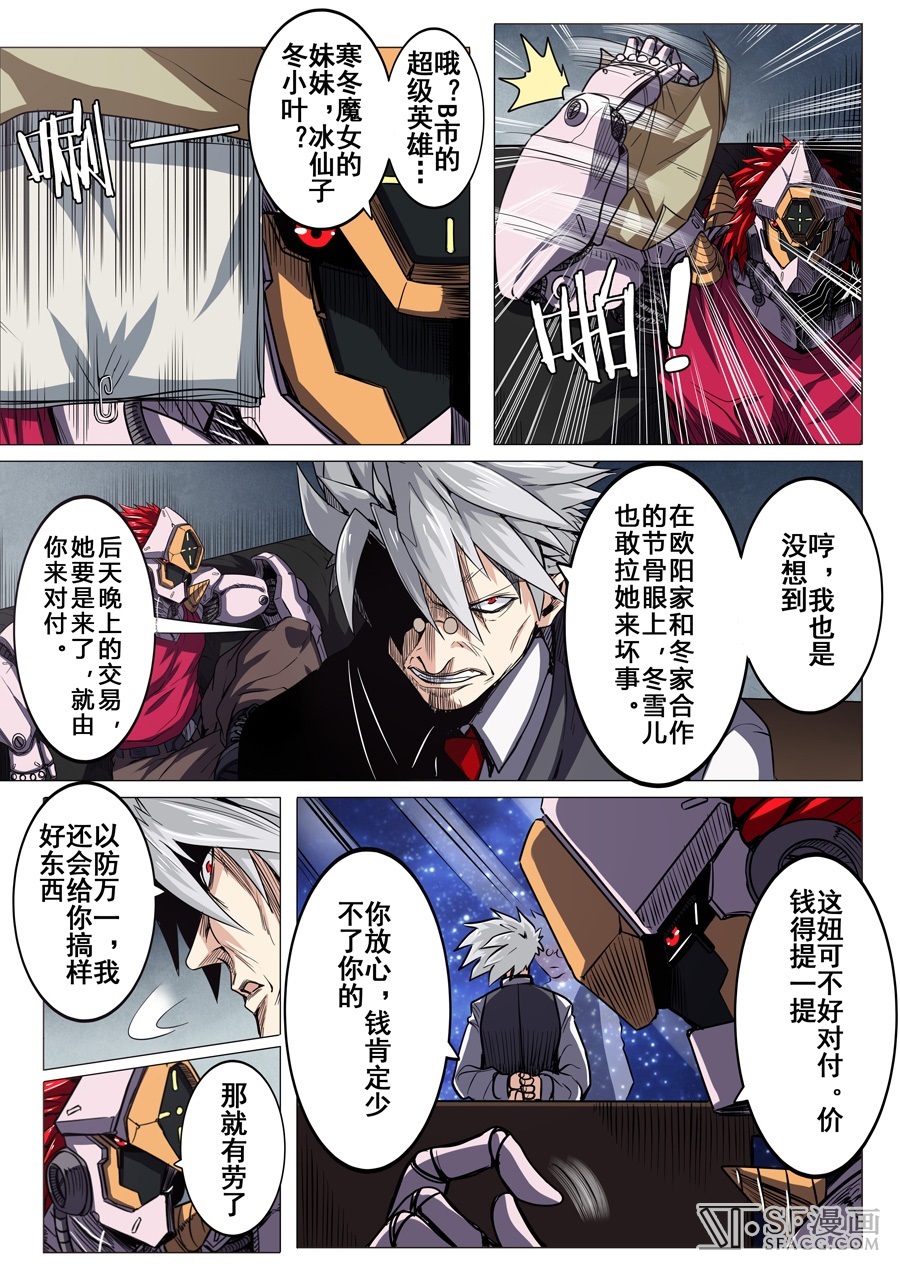 啪！
哦？B市的
超级英雄…
寒冬魔女的
妹妹，冰仙子
冬小叶？
唰
哼，我也是
没想到
在欧阳家和冬家合作
的节骨眼上，冬雪儿
也敢拉她来坏事。
后天晚上的交易，
她要是来了，就由
你来对付。
这妞可不好对付。价
钱得提一提
你放心，钱肯定少
不了你的
以防万一，我
还会给你搞样
好东西
那就有劳了
SF漫画
SFACG.COM